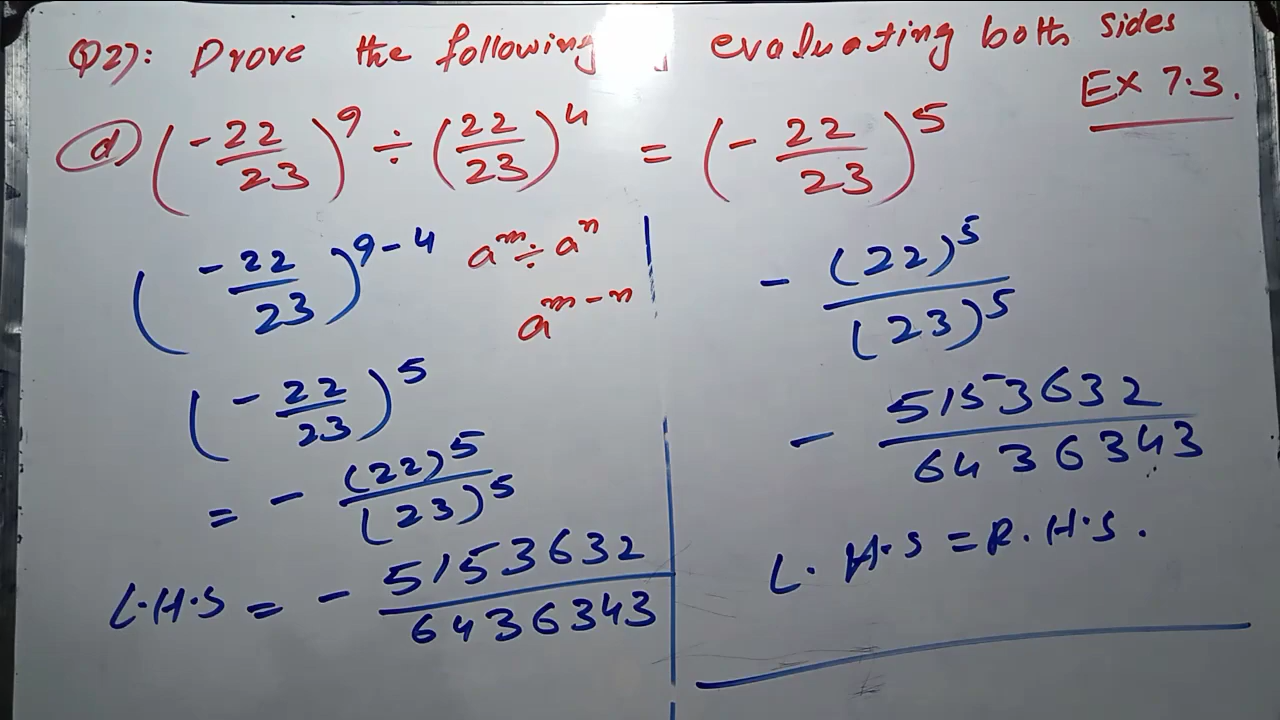 Q2): Prove the following evaluating both sides
Ex 7.3.
(d) (-22/23)^9 ÷ (22/23)^4 = (-22/23)^5
(-22/23)^9-4
a^m ÷ a^n
a^m-n
(-22/23)^5
= - (22)^5/(23)^5
L.H.S = - 5153632/6436343
- (22)^5/(23)^5
- 5153632/6436343
L.H.S = R.H.S.